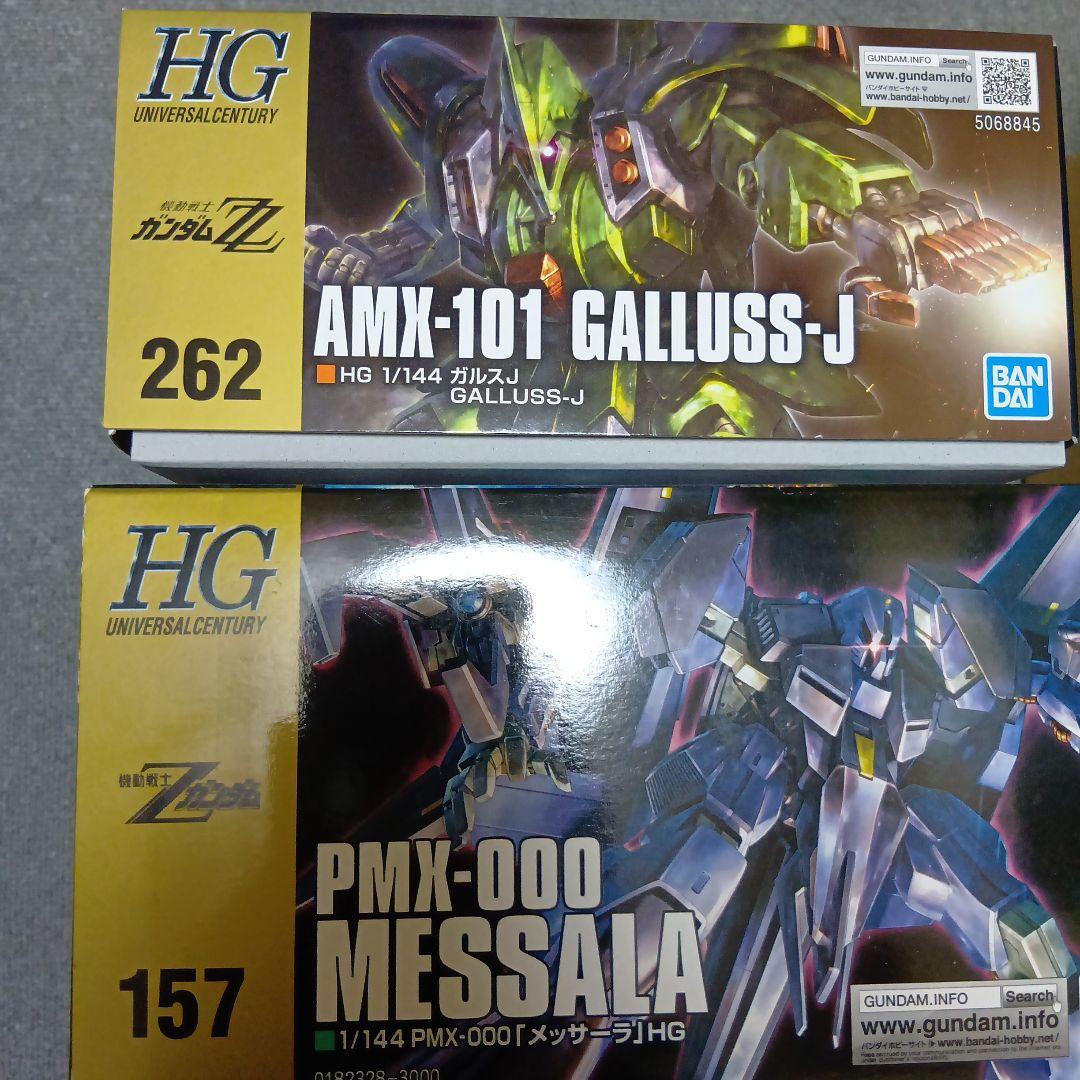 HG
UNIVERSALCENTURY
機動戦士
ガンダムZZ
262
AMX-101 GALLUSS-J
HG 1/144 ガルスJ
GALLUSS-J
GUNDAM.INFO Search
www.gundam.info
バンダイホビーサイト
www.bandai-hobby.net/
5068845
BAN
DAI
HG
UNIVERSALCENTURY
機動戦士
Zガンダム
157
PMX-000
MESSALA
1/144 PMX-000「メッサーラ」HG
0182328-3000
GUNDAM.INFO Search
www.gundam.info
バンダイホビーサイト▶www.bandai-hobby.net/